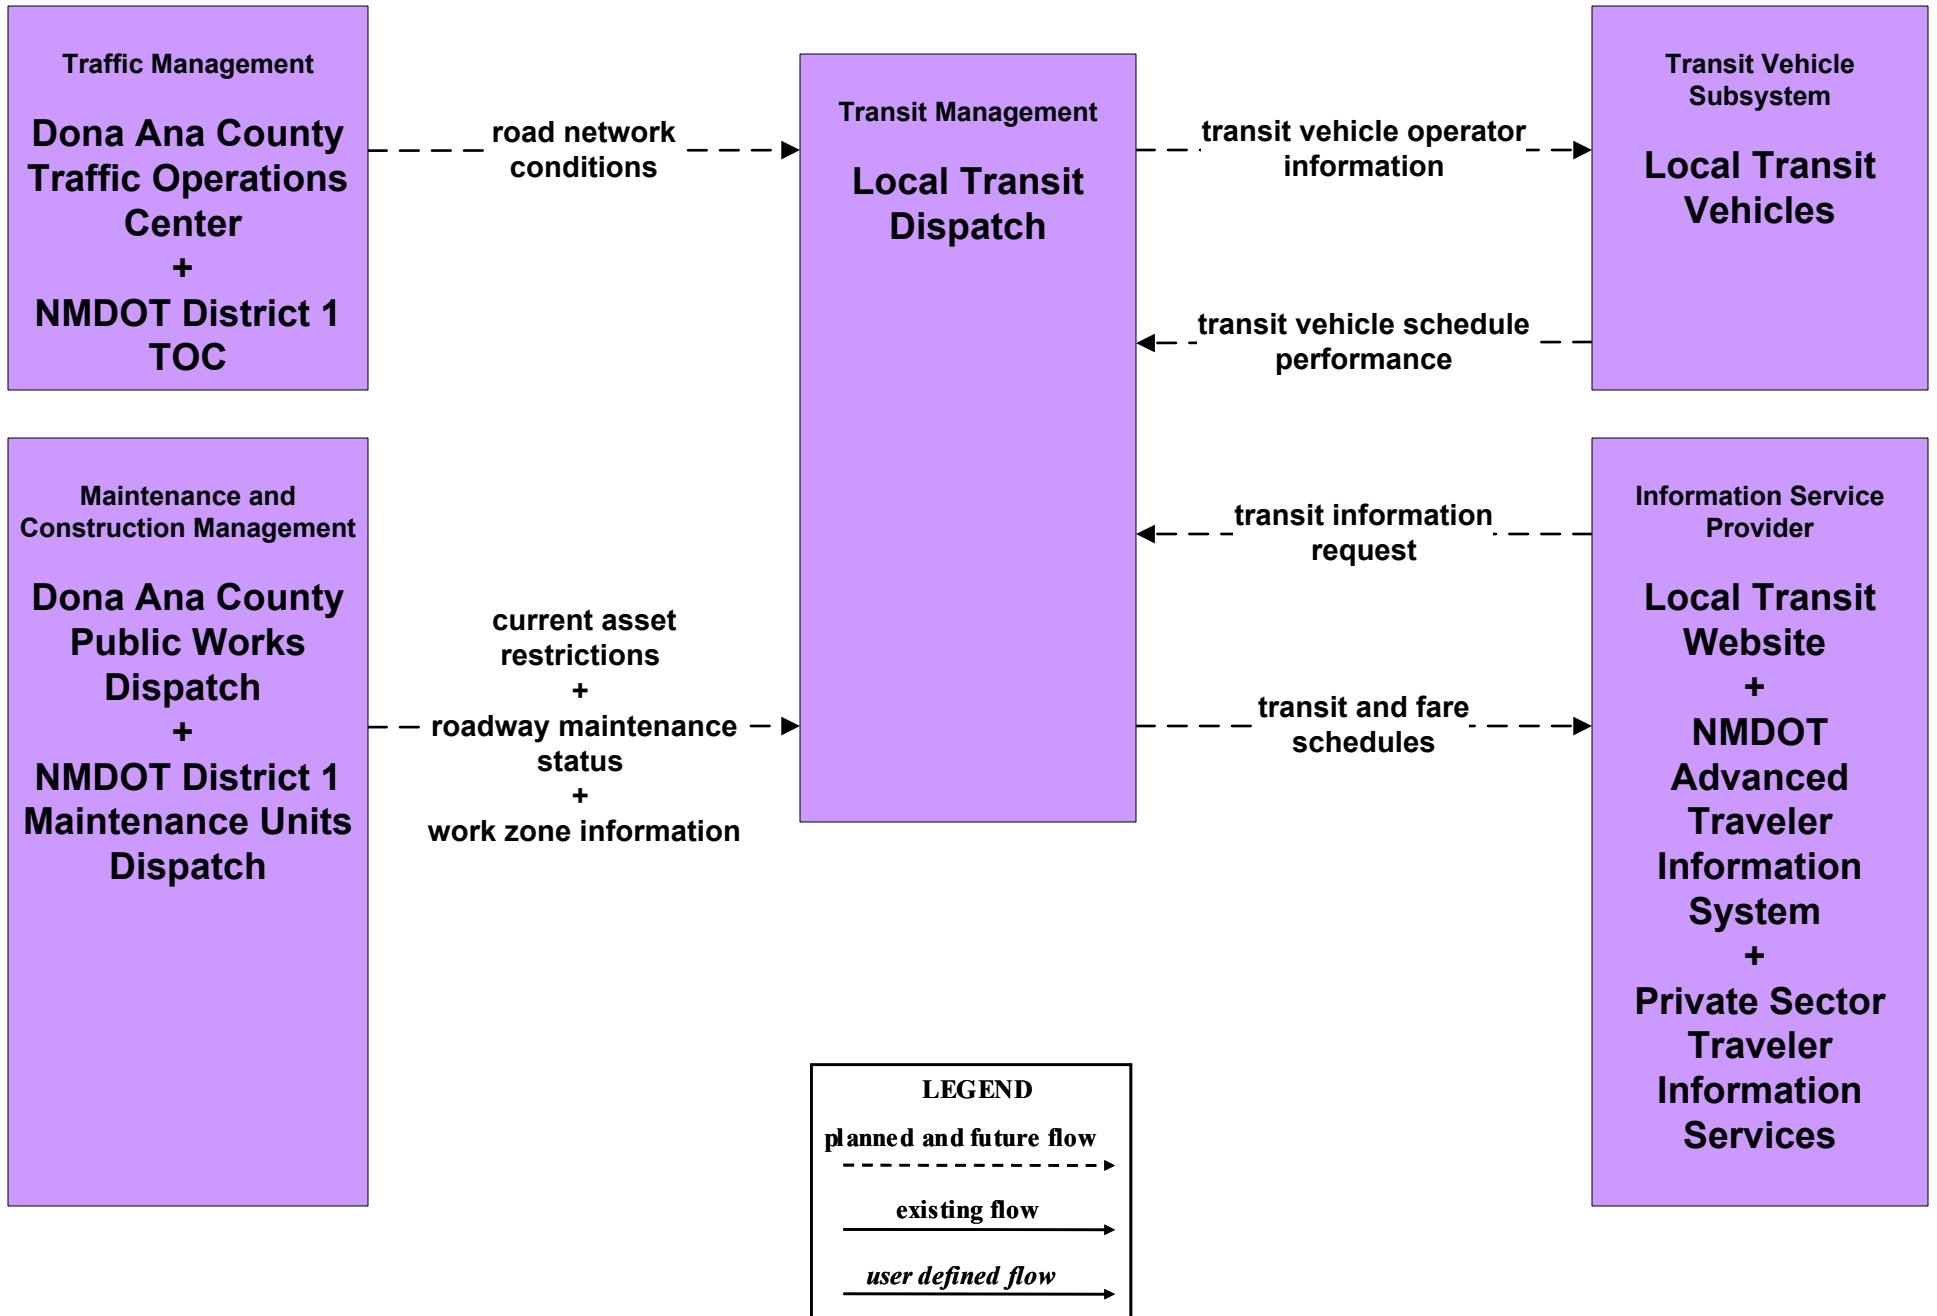 Traffic Management
Dona Ana County
Traffic Operations
Center
+
NMDOT District 1
TOC
road network
conditions
Transit Management
Local Transit
Dispatch
transit vehicle operator
information
Transit Vehicle
Subsystem
Local Transit
Vehicles
transit vehicle schedule
performance
Maintenance and
Construction Management
Dona Ana County
Public Works
Dispatch
+
NMDOT District 1
Maintenance Units
Dispatch
current asset
restrictions
+
roadway maintenance
status
+
work zone information
transit information
request
transit and fare
schedules
Information Service
Provider
Local Transit
Website
+
NMDOT
Advanced
Traveler
Information
System
+
Private Sector
Traveler
Information
Services
LEGEND
planned and future flow
existing flow
user defined flow